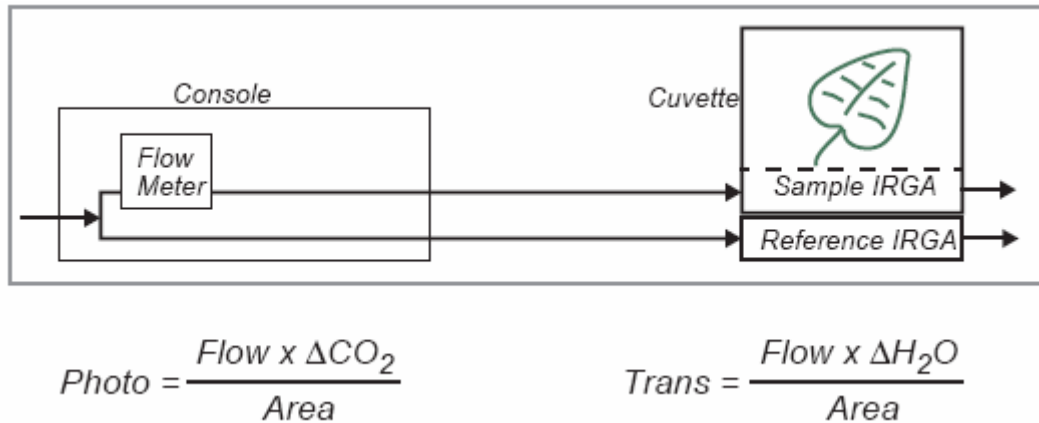 Console
Cuvette
Flow
Meter
Sample IRGA
Reference IRGA
Photo = Flow x ΔCO₂ / Area
Trans = Flow x ΔH₂O / Area